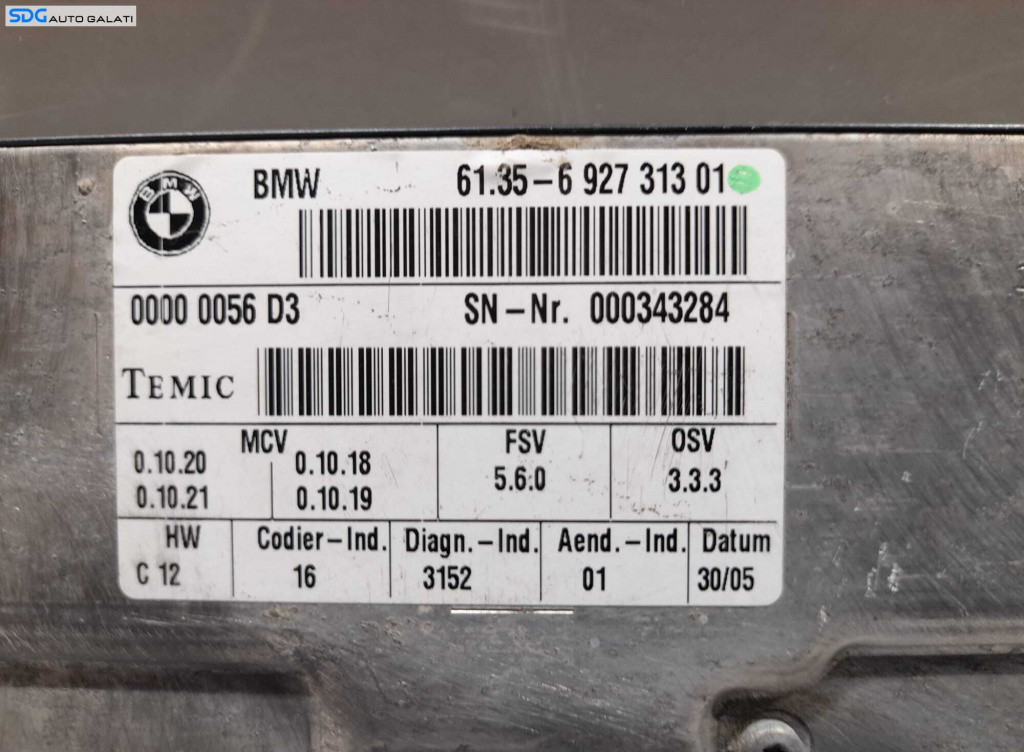 SDG AUTO GALATI
BMW
BMW 61.35-6 927 313 01
0000 0056 D3 SN-Nr. 000343284
TEMIC
MCV FSV OSV
0.10.20 0.10.18 5.6.0 3.3.3
0.10.21 0.10.19
HW Codier-Ind. Diagn.-Ind. Aend.-Ind. Datum
C 12 16 3152 01 30/05